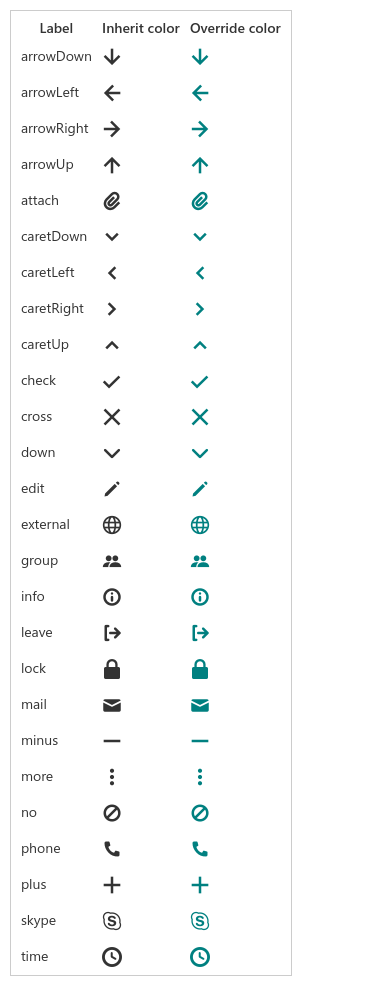 Label Inherit color Override color
arrowDown
arrowLeft
arrowRight
arrowUp
attach
caretDown
caretLeft
caretRight
caretUp
check
cross
down
edit
external
group
info
leave
lock
mail
minus
more
no
phone
plus
skype
time